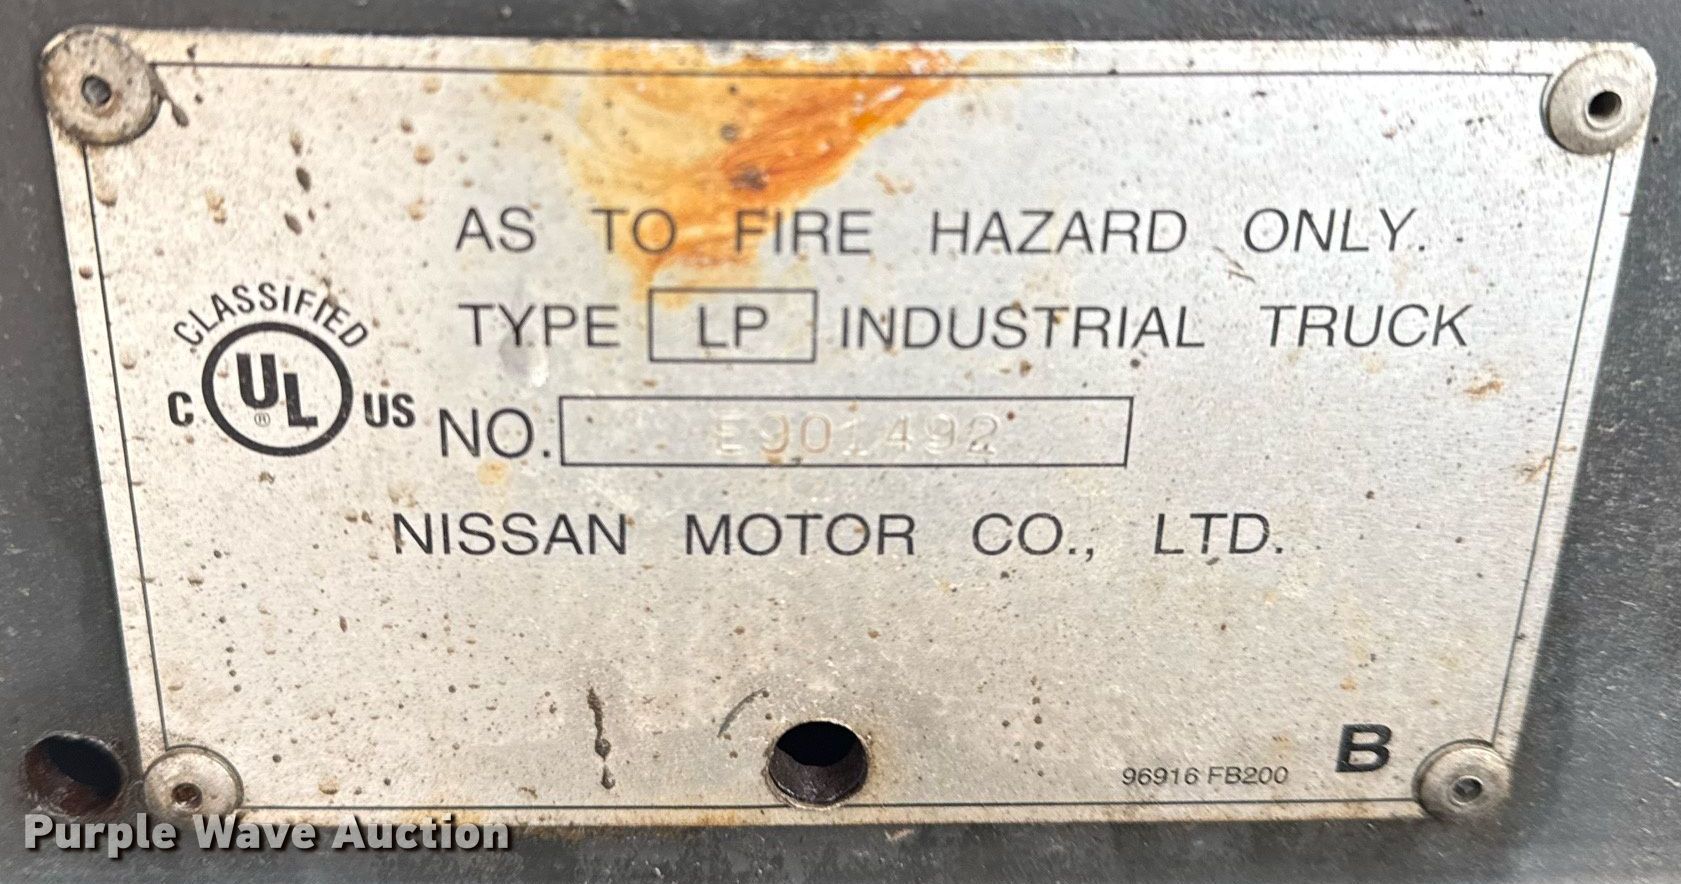 AS TO FIRE HAZARD ONLY.
CLASSIFIED
C UL® US
TYPE LP INDUSTRIAL TRUCK
NO. E901492
NISSAN MOTOR CO., LTD.
96916 FB200 B
Purple Wave Auction